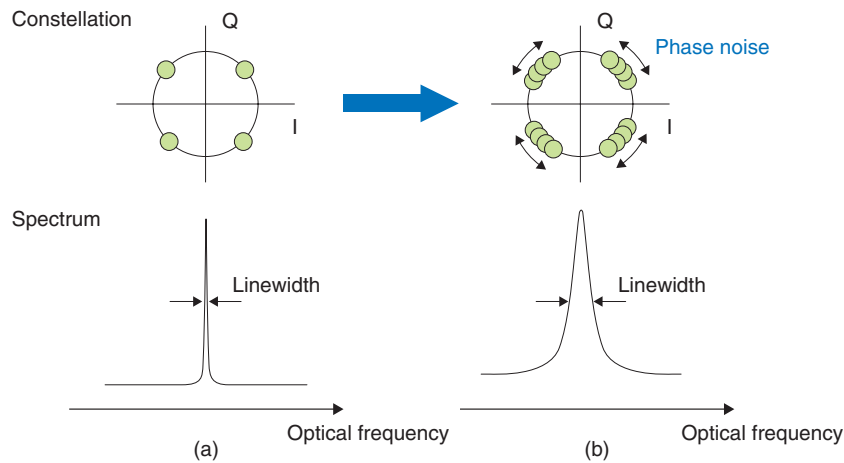 Constellation
Q
Q
Phase noise
I
I
Spectrum
Linewidth
Linewidth
Optical frequency
Optical frequency
(a)
(b)